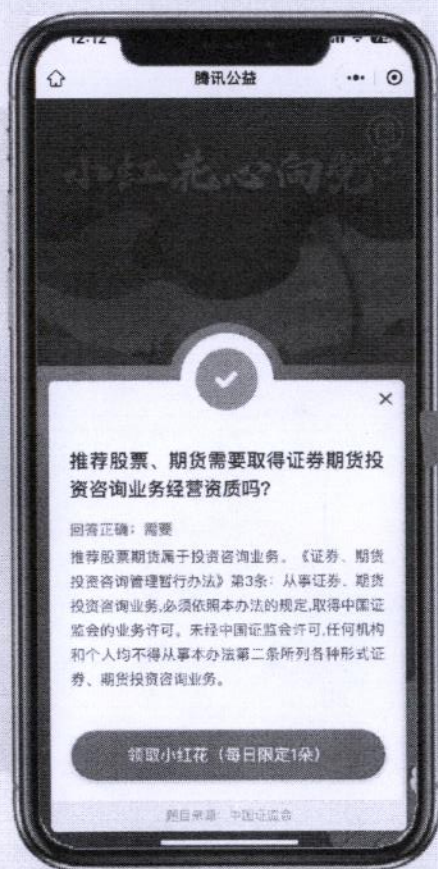 12:12
腾讯公益
小红花心向党
推荐股票、期货需要取得证券期货投
资咨询业务经营资质吗?
回答正确：需要
推荐股票期货属于投资咨询业务。《证券、期货
投资咨询管理暂行办法》第3条：从事证券、期货
投资咨询业务,必须依照本办法的规定,取得中国证
监会的业务许可。未经中国证监会许可,任何机构
和个人均不得从事本办法第二条所列各种形式证
券、期货投资咨询业务。
领取小红花（每日限定1朵）
题目来源：中国证监会